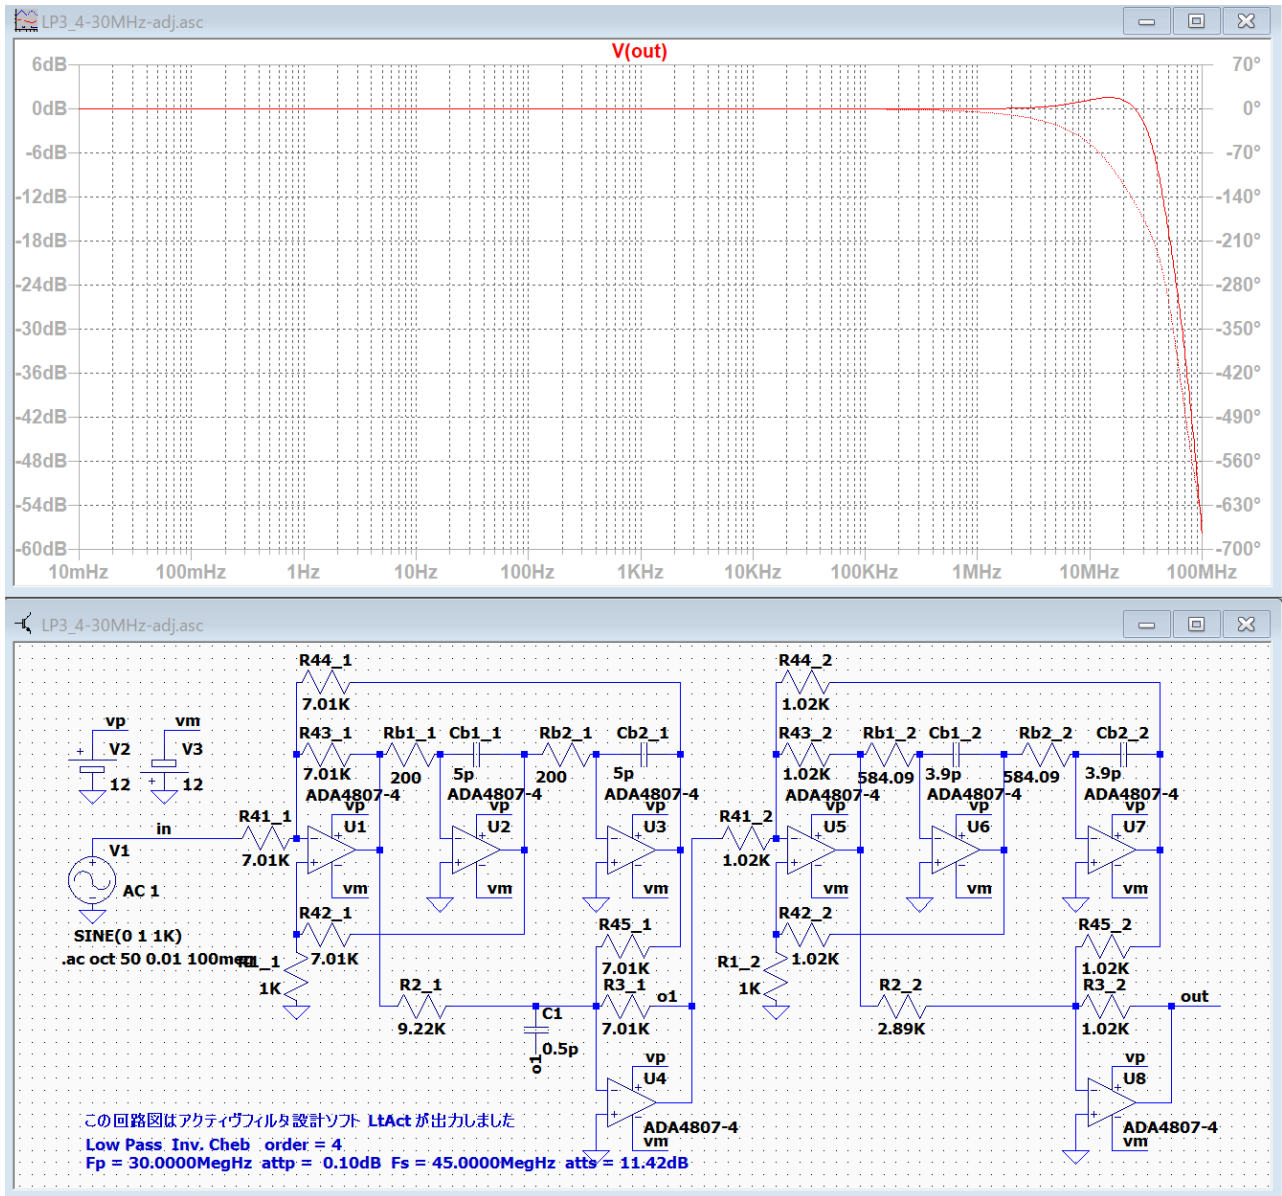 LP3_4-30MHz-adj.asc
V(out)
6dB 70°
0dB 0°
-6dB -70°
-12dB -140°
-18dB -210°
-24dB -280°
-30dB -350°
-36dB -420°
-42dB -490°
-48dB -560°
-54dB -630°
-60dB -700°
10mHz 100mHz 1Hz 10Hz 100Hz 1KHz 10KHz 100KHz 1MHz 10MHz 100MHz
LP3_4-30MHz-adj.asc
R44_1 R44_2
7.01K 1.02K
vp vm
V2 V3
12 12
R43_1 Rb1_1 Cb1_1 Rb2_1 Cb2_1 R43_2 Rb1_2 Cb1_2 Rb2_2 Cb2_2
7.01K 200 5p 200 5p 1.02K 584.09 3.9p 584.09 3.9p
ADA4807-4 ADA4807-4 ADA4807-4 ADA4807-4 ADA4807-4 ADA4807-4
vp vp vp vp vp vp
R41_1 U1 U2 U3 R41_2 U5 U6 U7
in
7.01K 1.02K
V1
AC 1
vm vm vm vm vm vm
SINE(0 1 1K)
.ac oct 50 0.01 100meg
R42_1 R45_1 R42_2 R45_2
7.01K 7.01K 1.02K 1.02K
R1_1 R2_1 R3_1 o1 R1_2 R2_2 R3_2 out
1K 9.22K 7.01K 1K 2.89K 1.02K
C1
0.5p
o1
vp vp
U4 U8
ADA4807-4 ADA4807-4
vm vm
この回路図はアクティヴフィルタ設計ソフト LtAct が出力しました
Low Pass Inv. Cheb order = 4
Fp = 30.0000MegHz attp = 0.10dB Fs = 45.0000MegHz atts = 11.42dB